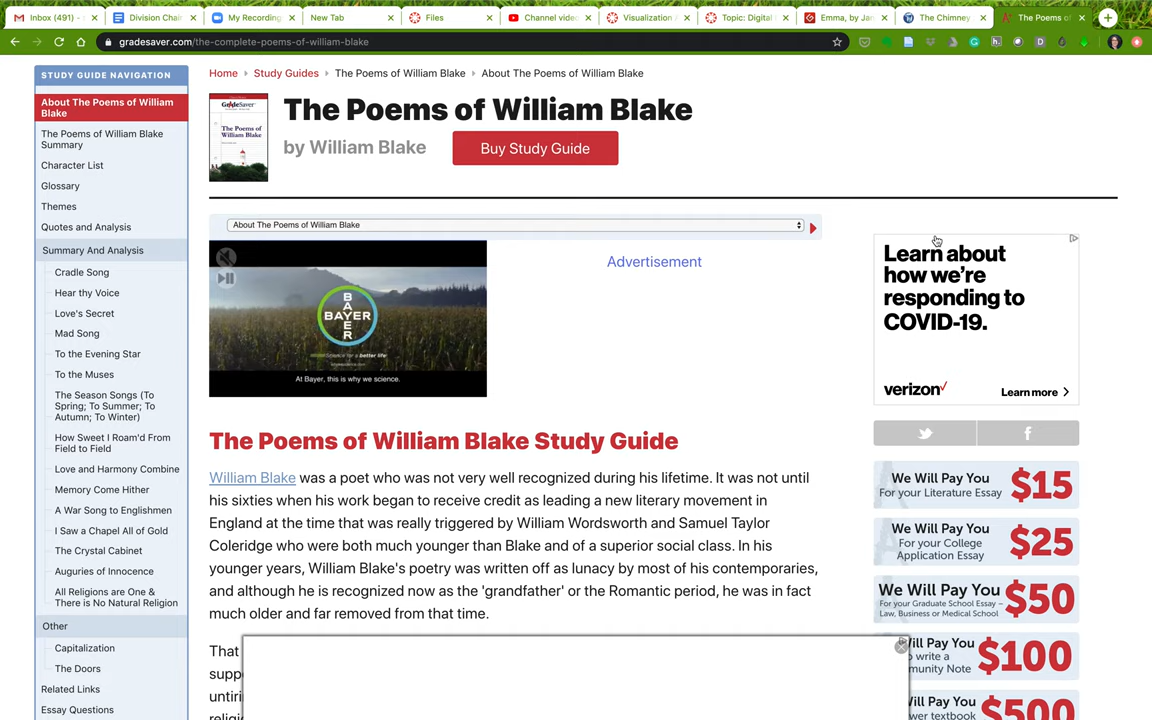 Inbox (491) - s
Division Chair
My Recording
New Tab
Files
Channel video
Visualization A
Topic: Digital
Emma, by Jan
The Chimney
The Poems of
gradesaver.com/the-complete-poems-of-william-blake
STUDY GUIDE NAVIGATION
About The Poems of William
Blake
The Poems of William Blake
Summary
Character List
Glossary
Themes
Quotes and Analysis
Summary And Analysis
Cradle Song
Hear thy Voice
Love's Secret
Mad Song
To the Evening Star
To the Muses
The Season Songs (To
Spring; To Summer; To
Autumn; To Winter)
How Sweet I Roam'd From
Field to Field
Love and Harmony Combine
Memory Come Hither
A War Song to Englishmen
I Saw a Chapel All of Gold
The Crystal Cabinet
Auguries of Innocence
All Religions are One &
There is No Natural Religion
Other
Capitalization
The Doors
Related Links
Essay Questions
Home
Study Guides
The Poems of William Blake
About The Poems of William Blake
GradeSaver
The Poems of
William Blake
The Poems of William Blake
by William Blake
Buy Study Guide
About The Poems of William Blake
BAYER
BAYER
Science for a better life
At Bayer, this is why we science.
Advertisement
The Poems of William Blake Study Guide
William Blake was a poet who was not very well recognized during his lifetime. It was not until
his sixties when his work began to receive credit as leading a new literary movement in
England at the time that was really triggered by William Wordsworth and Samuel Taylor
Coleridge who were both much younger than Blake and of a superior social class. In his
younger years, William Blake's poetry was written off as lunacy by most of his contemporaries,
and although he is recognized now as the 'grandfather' or the Romantic period, he was in fact
much older and far removed from that time.
That
supp
untiri
religi
Learn about
how we're
responding to
COVID-19.
verizon
Learn more
We Will Pay You
For your Literature Essay
$15
We Will Pay You
For your College
Application Essay
$25
We Will Pay You
For your Graduate School Essay –
Law, Business or Medical School
$50
Will Pay You
o write a
munity Note
$100
Will Pay You
wer textbook
$500